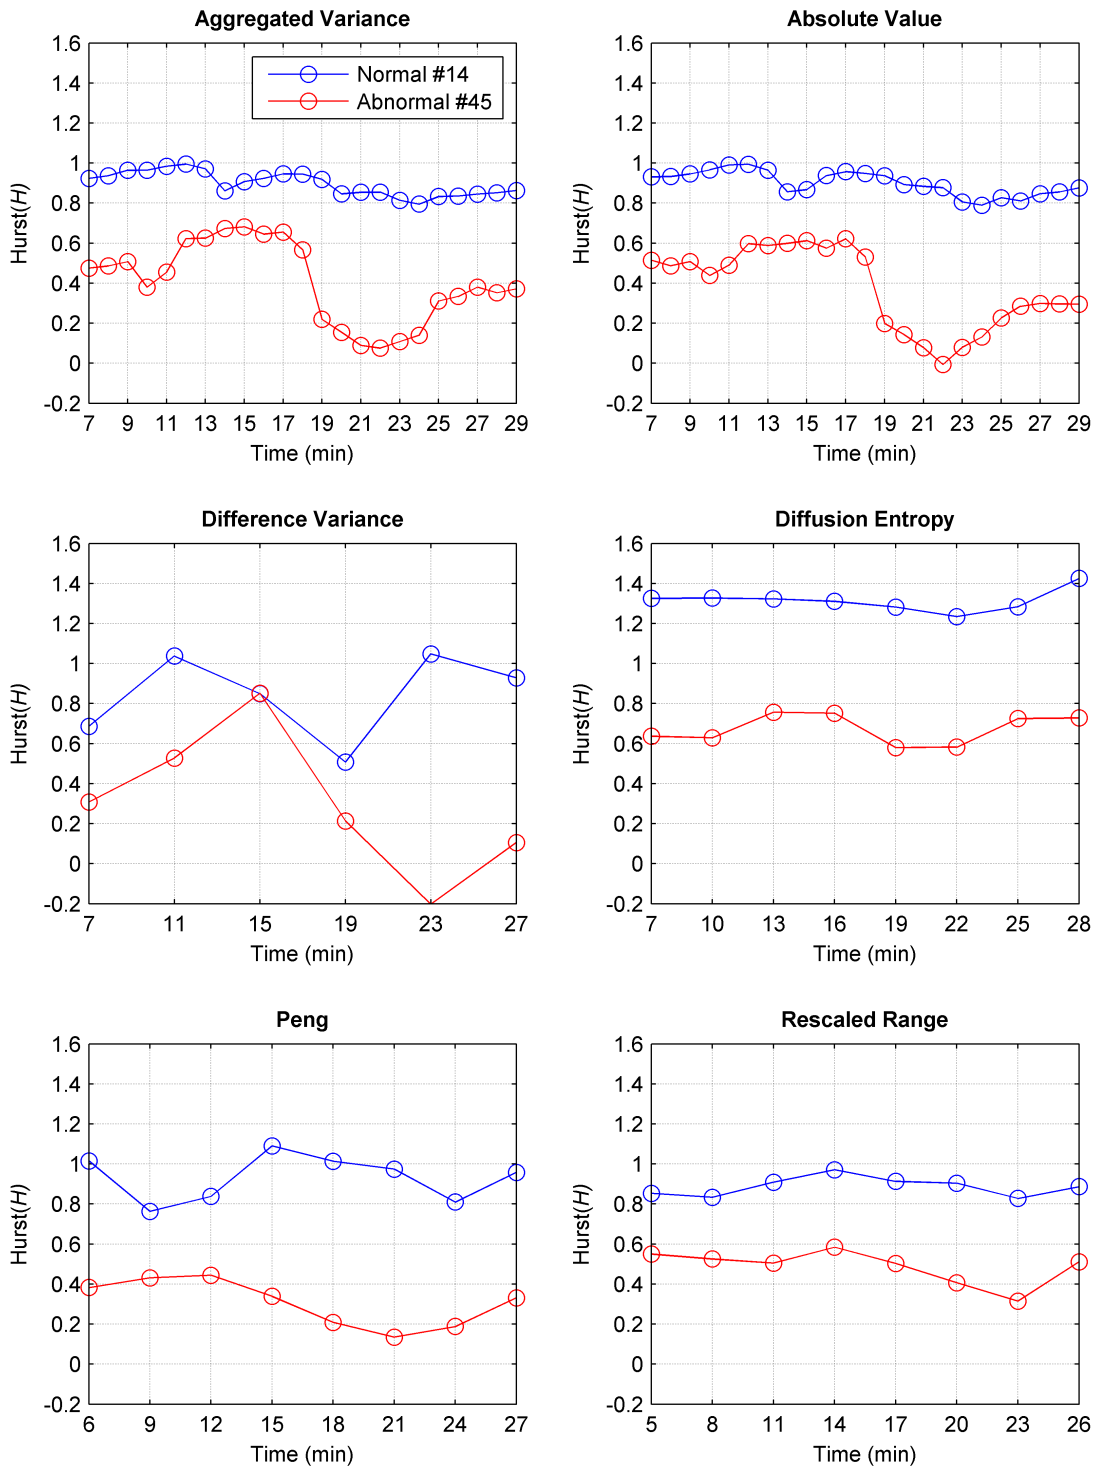 Aggregated Variance
1.6
1.4
1.2
1
0.8
0.6
0.4
0.2
0
-0.2
Hurst(H)
Normal #14
Abnormal #45
7 9 11 13 15 17 19 21 23 25 27 29
Time (min)
Absolute Value
1.6
1.4
1.2
1
0.8
0.6
0.4
0.2
0
-0.2
Hurst(H)
7 9 11 13 15 17 19 21 23 25 27 29
Time (min)
Difference Variance
1.6
1.4
1.2
1
0.8
0.6
0.4
0.2
0
-0.2
Hurst(H)
7 11 15 19 23 27
Time (min)
Diffusion Entropy
1.6
1.4
1.2
1
0.8
0.6
0.4
0.2
0
-0.2
Hurst(H)
7 10 13 16 19 22 25 28
Time (min)
Peng
1.6
1.4
1.2
1
0.8
0.6
0.4
0.2
0
-0.2
Hurst(H)
6 9 12 15 18 21 24 27
Time (min)
Rescaled Range
1.6
1.4
1.2
1
0.8
0.6
0.4
0.2
0
-0.2
Hurst(H)
5 8 11 14 17 20 23 26
Time (min)